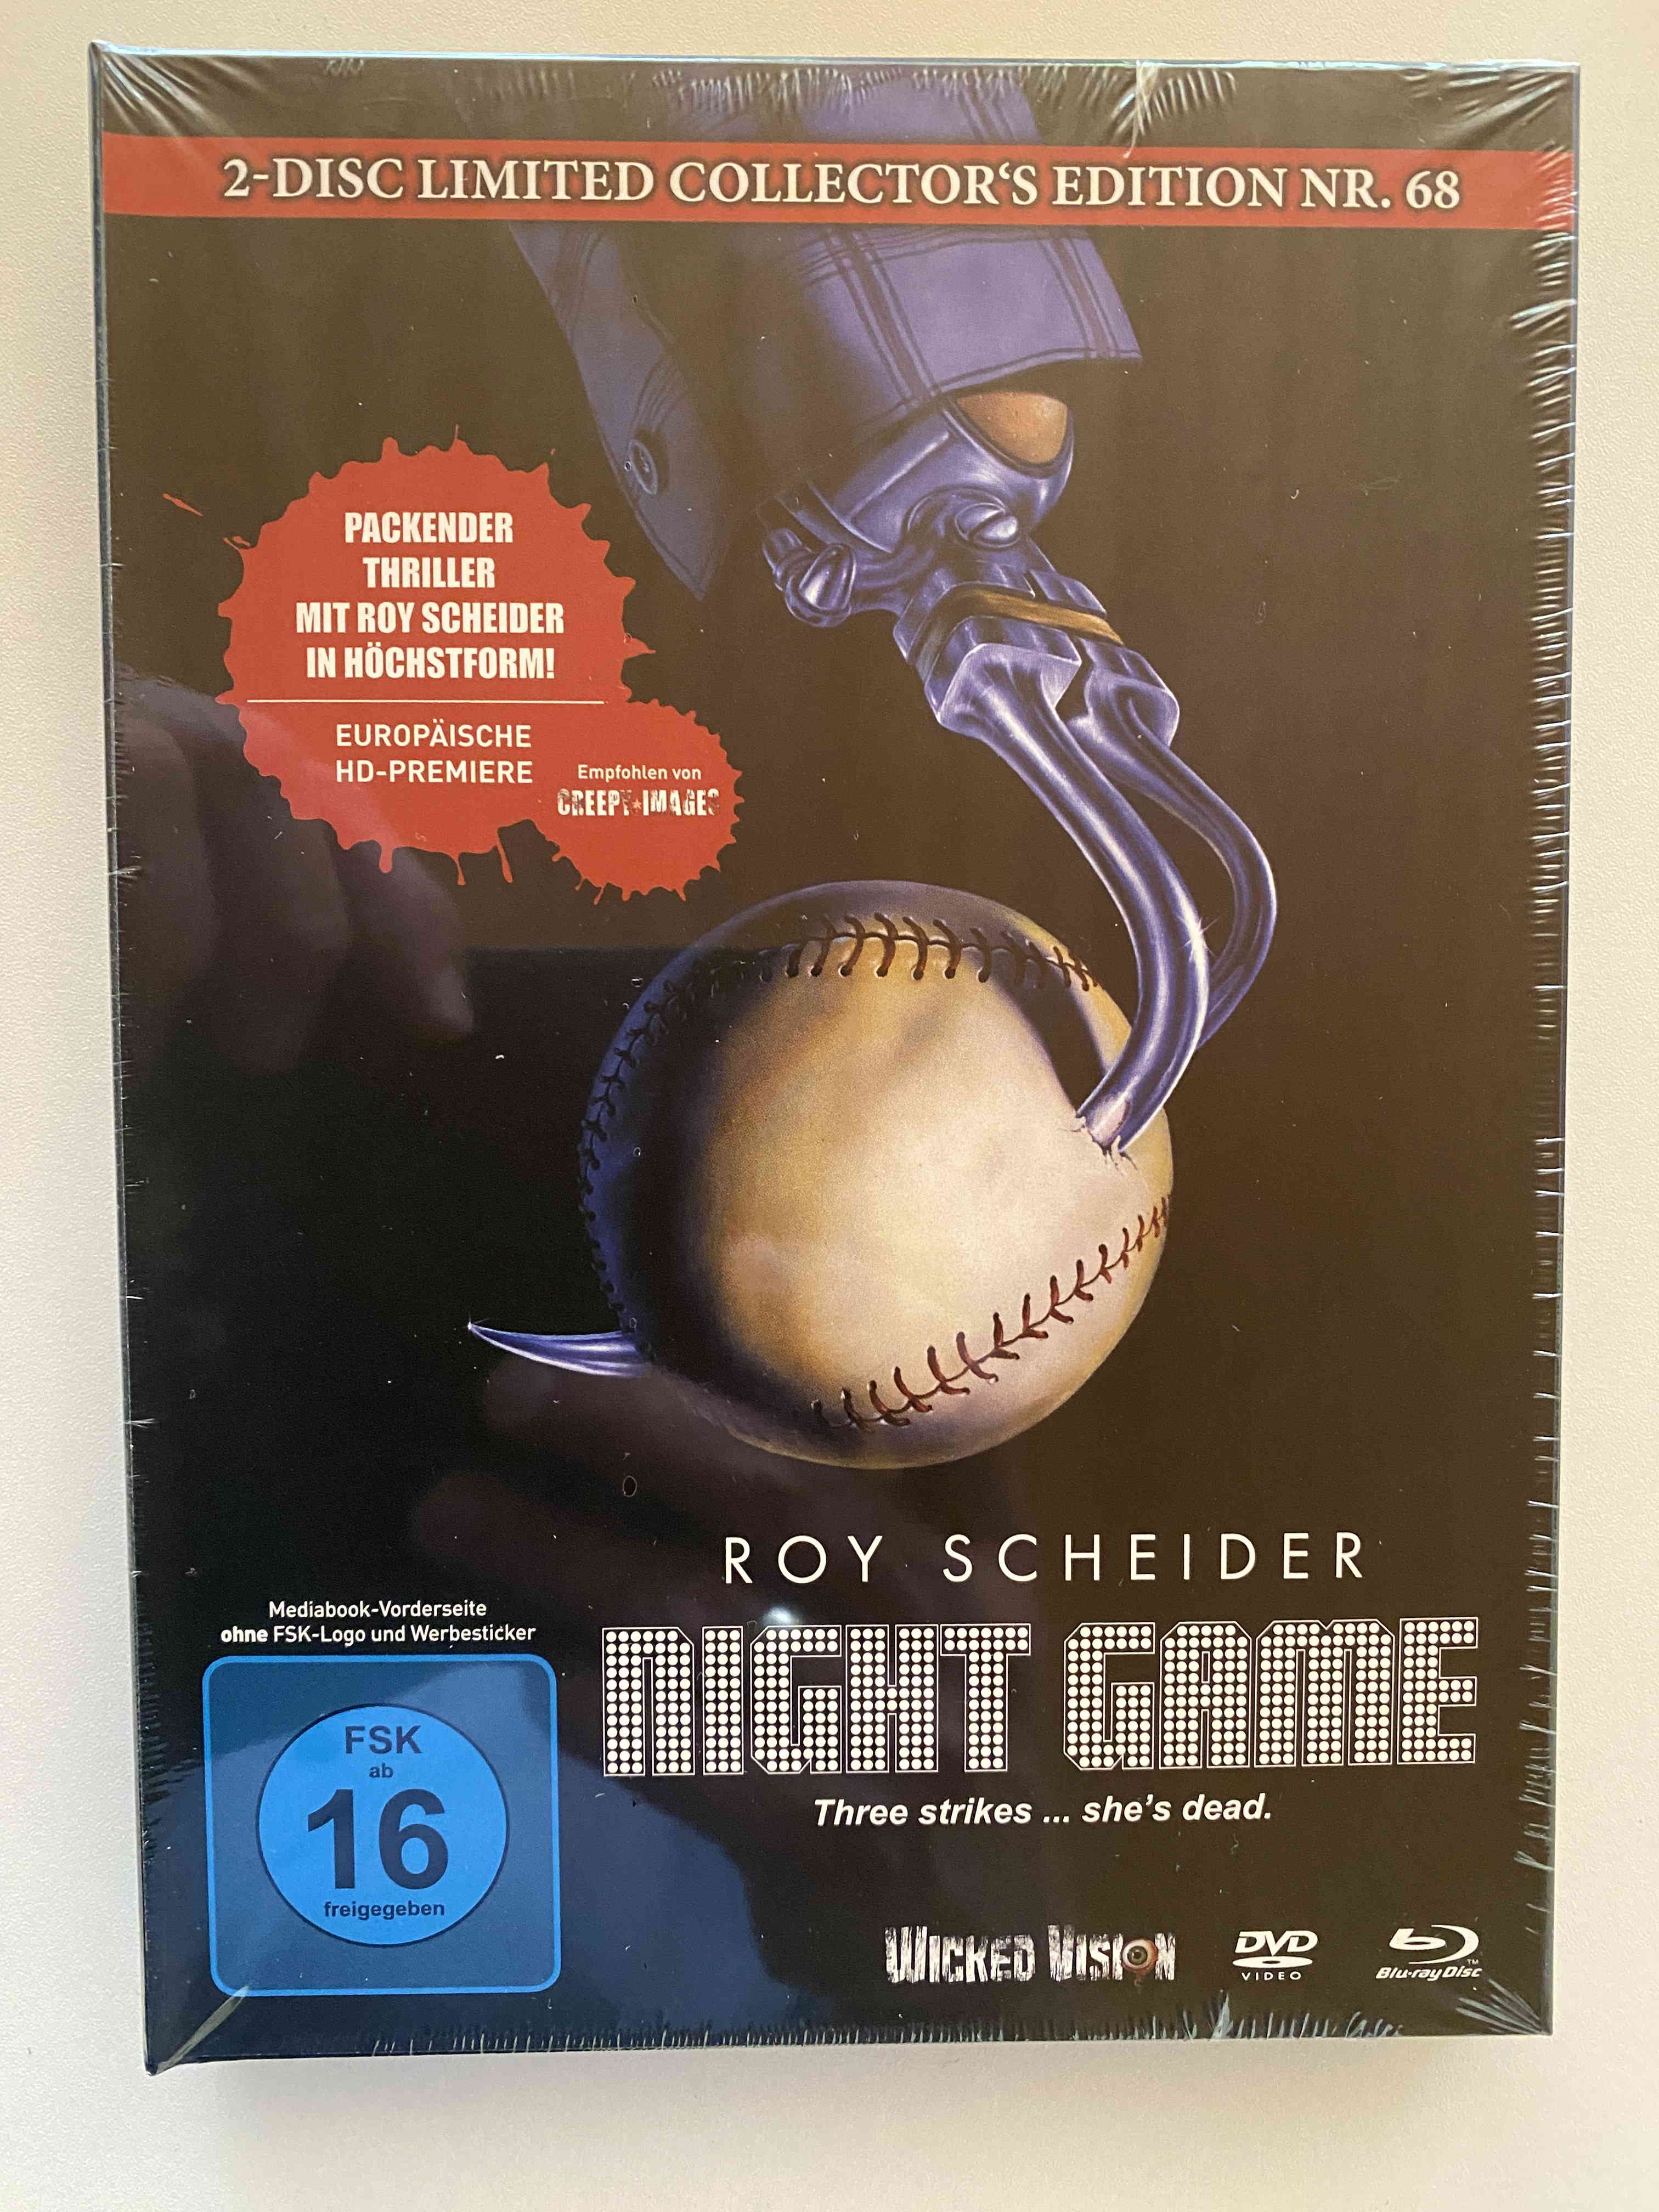 2-DISC LIMITED COLLECTOR‘S EDITION NR. 68
PACKENDER
THRILLER
MIT ROY SCHEIDER
IN HÖCHSTFORM!
EUROPÄISCHE
HD-PREMIERE
Empfohlen von
CREEPY★IMAGES
ROY SCHEIDER
NIGHT GAME
Three strikes ... she’s dead.
Mediabook-Vorderseite
ohne FSK-Logo und Werbesticker
FSK
ab
16
freigegeben
WICKED VISION
DVD
VIDEO
Blu-ray Disc™